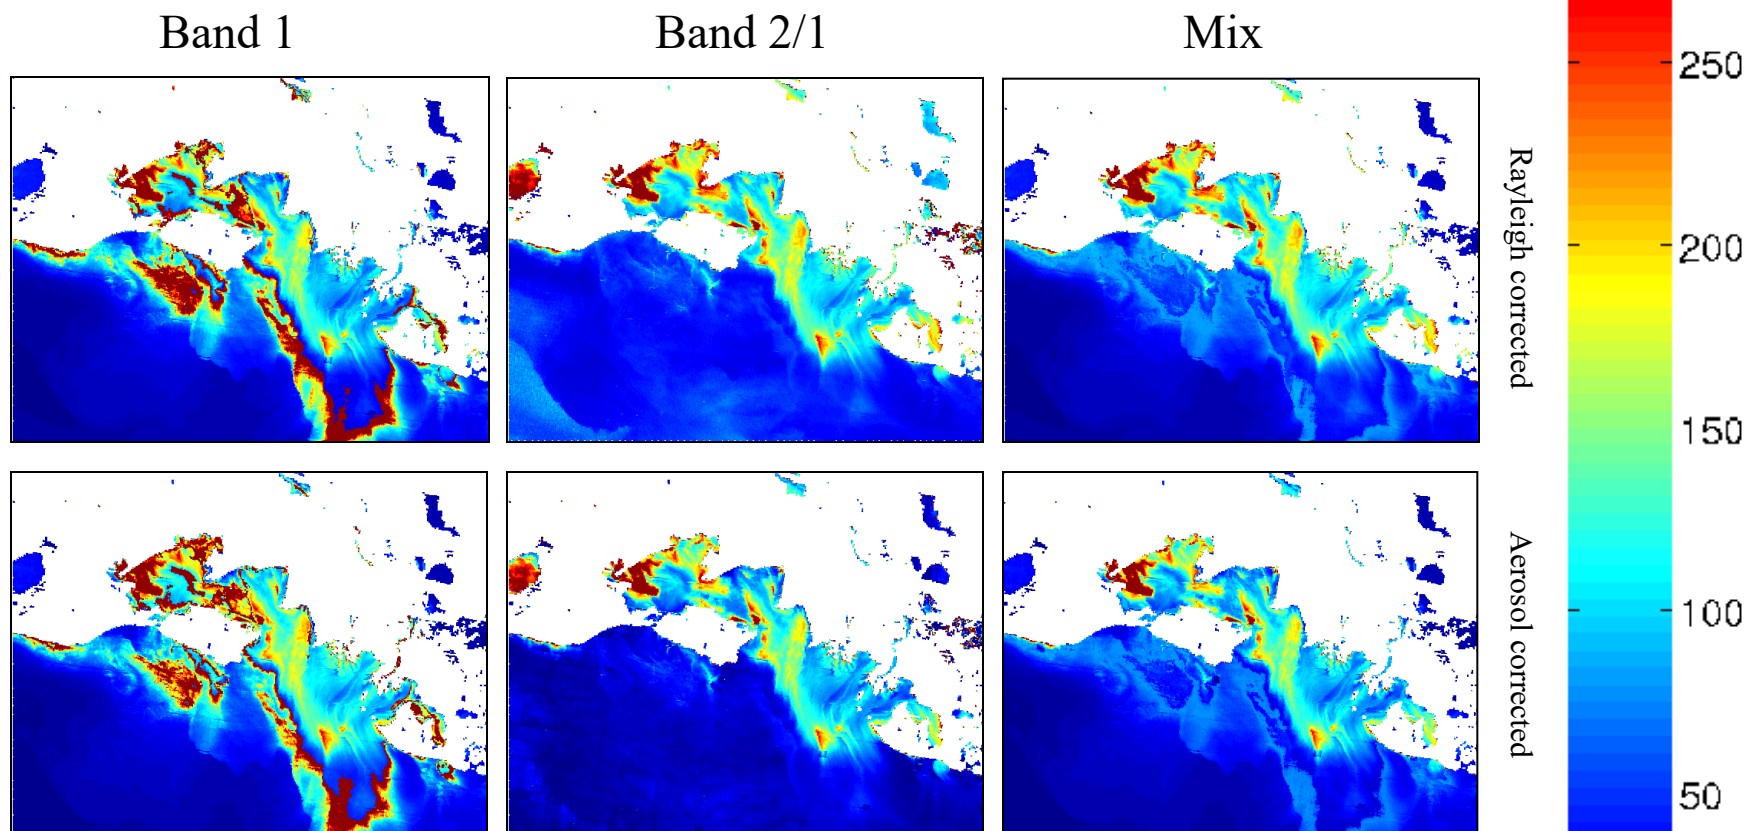 Band 1
Band 2/1
Mix
250
200
150
100
50
Rayleigh corrected
Aerosol corrected